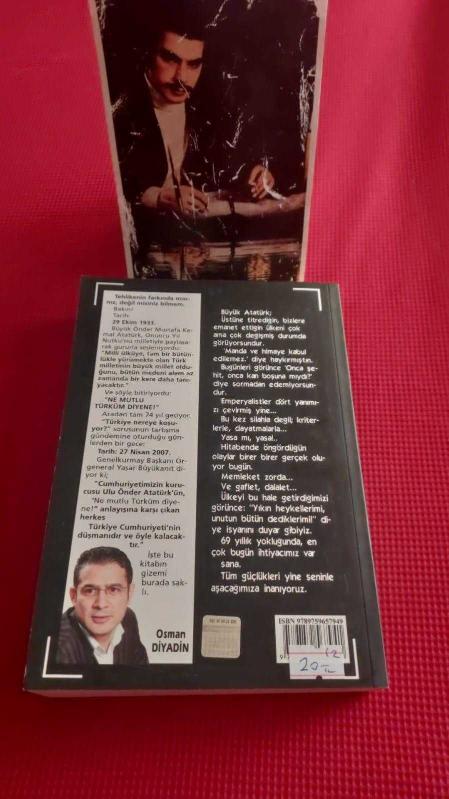 Tehlikenin farkında mısı-
nız, değil misiniz bilmem.
Bakın!
Tarih:
29 Ekim 1933.
Büyük Önder Mustafa Ke-
mal Atatürk, Onuncu Yıl
Nutku'nu milletiyle paylaşa-
rak gururla sesleniyordu:
"Milli ülküye, tam bir bütün-
lükle yürümekte olan Türk
milletinin büyük millet oldu-
ğunu, bütün medeni alem az
zamanda bir kere daha tanı-
yacaktır."
Ve şöyle bitiriyordu:
"NE MUTLU
TÜRKÜM DİYENE!"
Aradan tam 74 yıl geçiyor.
"Türkiye nereye koşu-
yor?" sorusunun tartışma
gündemine oturduğu gün-
lerden bir gece:
Tarih: 27 Nisan 2007.
Genelkurmay Başkanı Or-
general Yaşar Büyükanıt di-
yor ki;
"Cumhuriyetimizin kuru-
cusu Ulu Önder Atatürk'ün,
'Ne mutlu Türküm diye-
ne!' anlayışına karşı çıkan
herkes
Türkiye Cumhuriyeti'nin
düşmanıdır ve öyle kalacak-
tır."
İşte bu
kitabın
gizemi
burada sak-
lı.
Osman
DİYADİN
Büyük Atatürk;
Üstüne titrediğin, bizlere
emanet ettiğin ülkeni çok
ama çok değişmiş durumda
görüyorsundur.
'Manda ve himaye kabul
edilemez.' diye haykırmıştın.
Bugünleri görünce 'Onca şe-
hit, onca kan boşuna mıydı?'
diye sormadan edemiyorsun-
dur.
Emperyalistler dört yanımı-
zı çevirmiş yine...
Bu kez silahla değil; kriter-
lerle, dayatmalarla...
Yasa mı, yasal..
Hitabende öngördüğün
olaylar birer birer gerçek olu-
yor bugün.
Memleket zorda...
Ve gaflet, dalalet...
Ülkeyi bu hale getirdiğimizi
görünce: "Yıkın heykellerimi,
unutun bütün dediklerimi!" di-
ye isyanını duyar gibiyiz.
69 yıllık yokluğunda, en
çok bugün ihtiyacımız var
sana.
Tüm güçlükleri yine seninle
aşacağımıza inanıyoruz.
ISBN 9789759657949
12
20